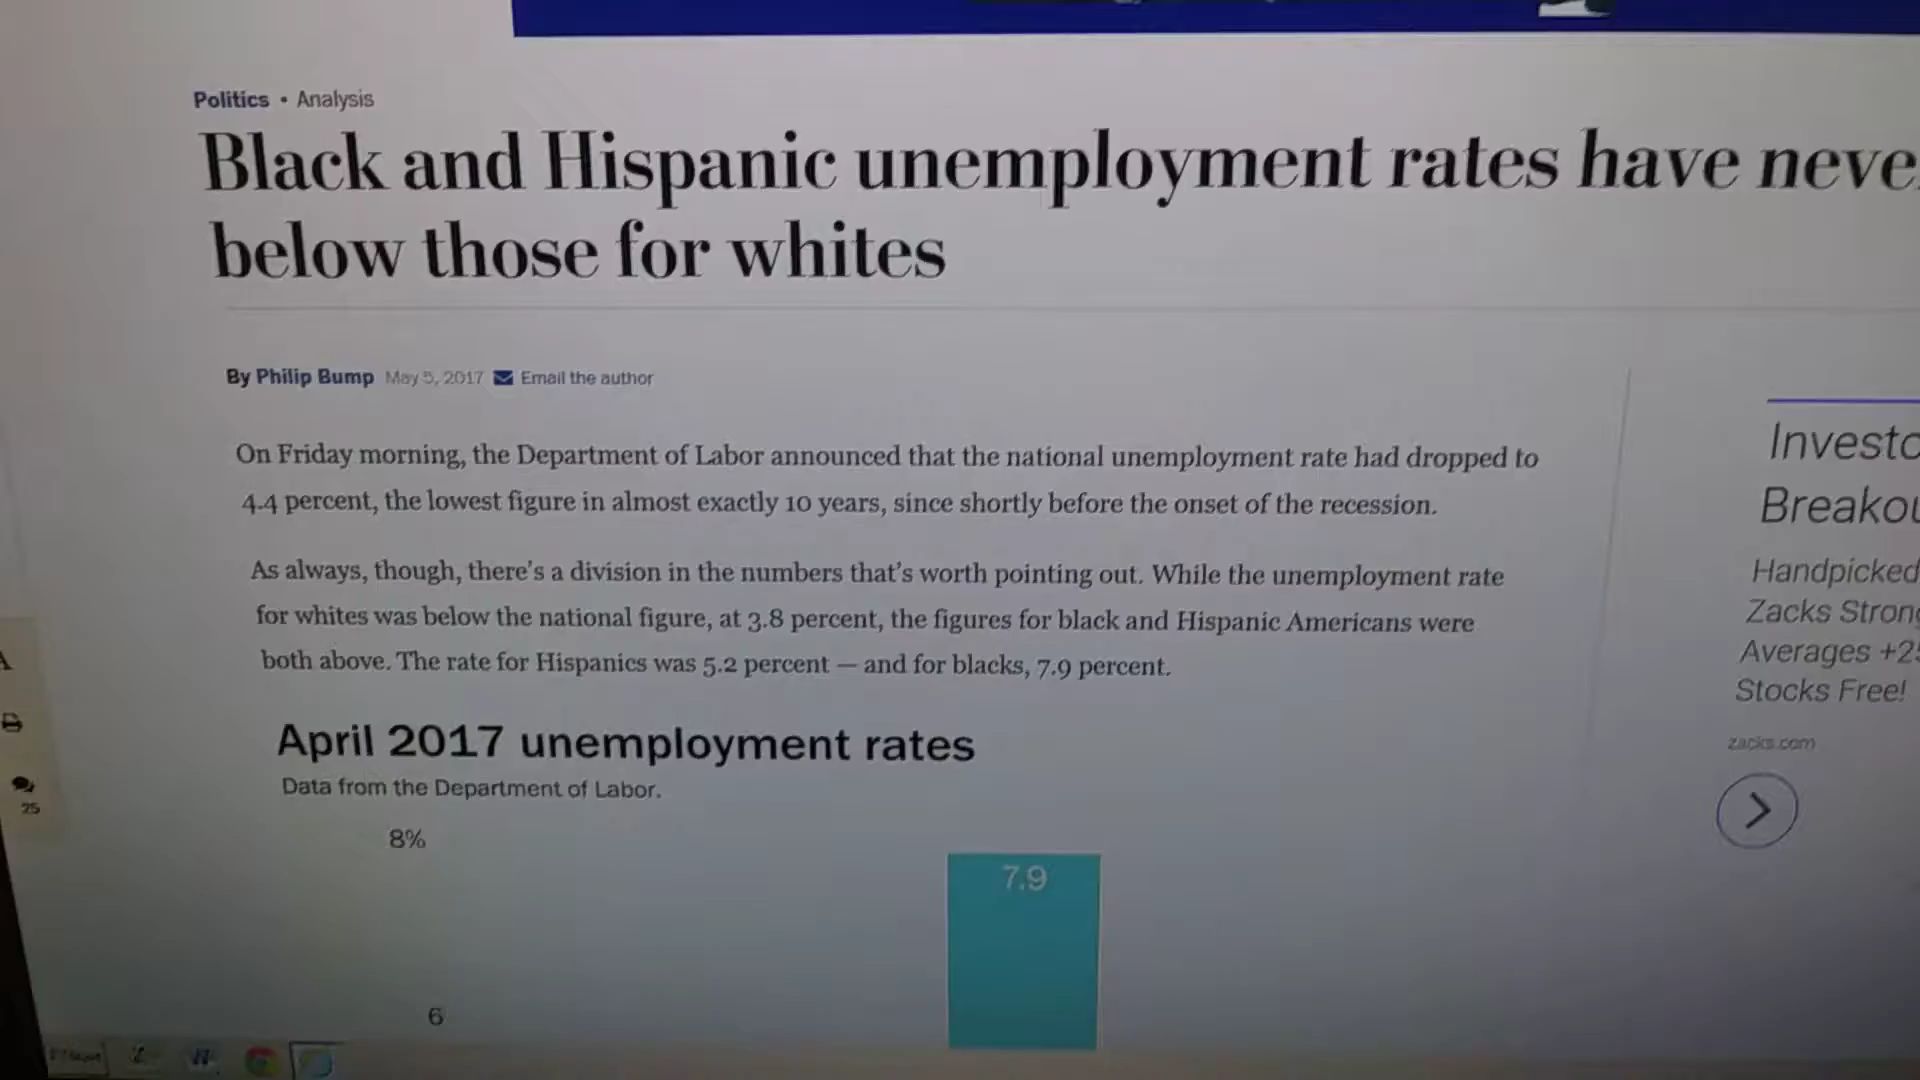 Politics • Analysis
Black and Hispanic unemployment rates have
below those for whites
By Philip Bump May 5, 2017 Email the author
On Friday morning, the Department of Labor announced that the national unemployment rate had dropped to
4.4 percent, the lowest figure in almost exactly 10 years, since shortly before the onset of the recession.
As always, though, there's a division in the numbers that's worth pointing out. While the unemployment rate
for whites was below the national figure, at 3.8 percent, the figures for black and Hispanic Americans were
both above. The rate for Hispanics was 5.2 percent — and for blacks, 7.9 percent.
April 2017 unemployment rates
Data from the Department of Labor.
8%
7.9
6
25
Handpicked
Zacks
Averages
Stocks Free!
zacks.com